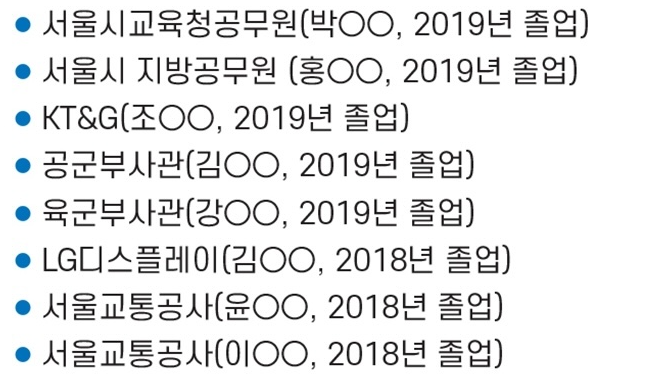 ● 서울시교육청공무원(박○○, 2019년 졸업)
● 서울시 지방공무원 (홍○○, 2019년 졸업)
● KT&G(조○○, 2019년 졸업)
● 공군부사관(김○○, 2019년 졸업)
● 육군부사관(강○○, 2019년 졸업)
● LG디스플레이(김○○, 2018년 졸업)
● 서울교통공사(윤○○, 2018년 졸업)
● 서울교통공사(이○○, 2018년 졸업)